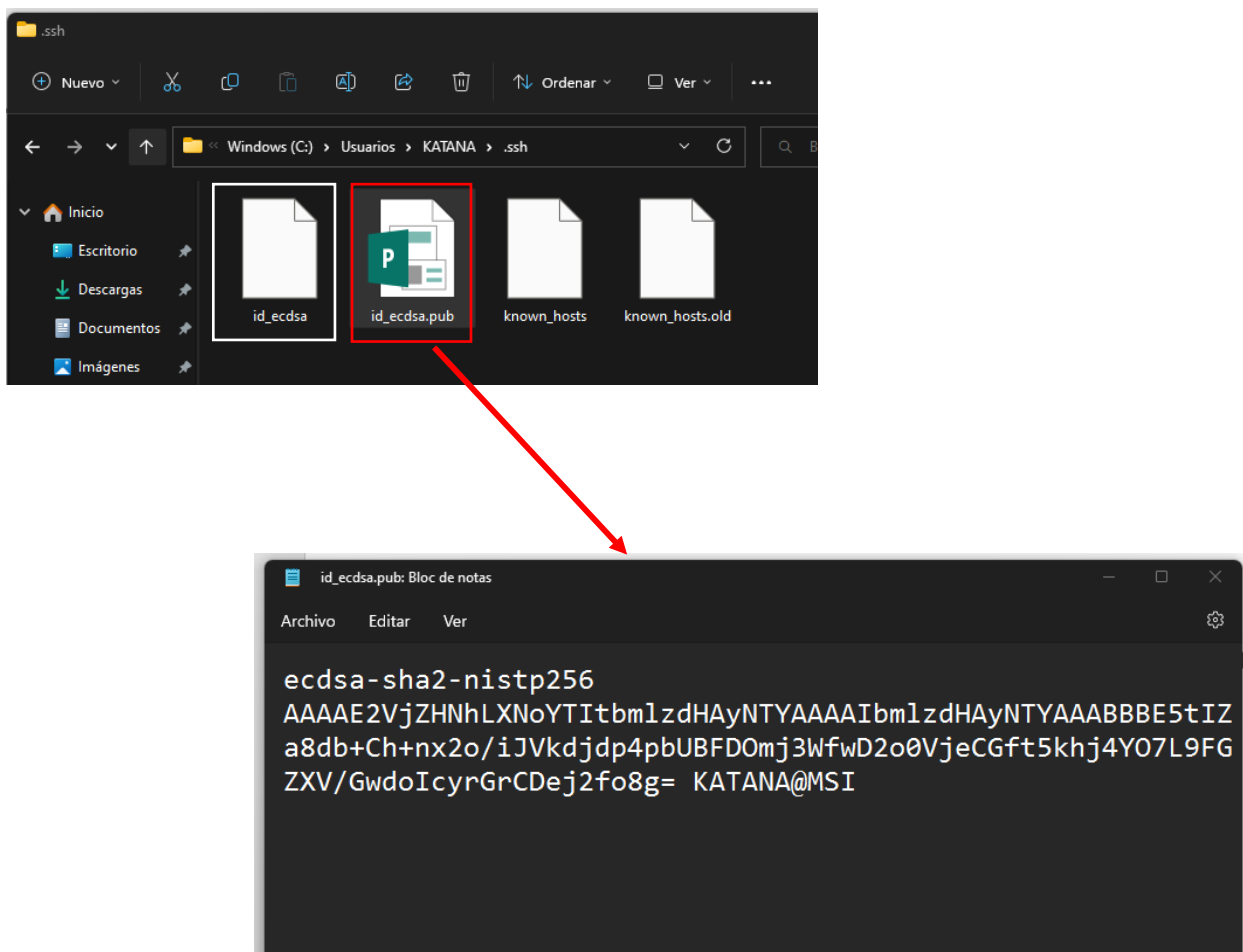 .ssh
Nuevo
Ordenar
Ver
Windows (C:) › Usuarios › KATANA › .ssh
Inicio
Escritorio
Descargas
Documentos
Imágenes
P
id_ecdsa
id_ecdsa.pub
known_hosts
known_hosts.old
id_ecdsa.pub: Bloc de notas
Archivo Editar Ver
ecdsa-sha2-nistp256
AAAAE2VjZHNhLXNoYTItbmlzdHAyNTYAAAAIbmlzdHAyNTYAAABBBE5tIZ
a8db+Ch+nx2o/iJVkdjdp4pbUBFDOmj3WfwD2o0VjeCGft5khj4YO7L9FG
ZXV/GwdoIcyrGrCDej2fo8g= KATANA@MSI